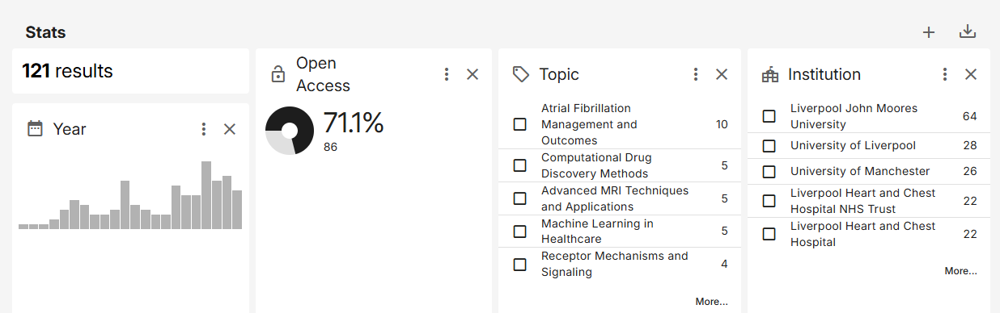 Stats
121 results
Year
Open
Access
71.1%
86
Topic
Atrial Fibrillation
Management and
Outcomes
10
Computational Drug
Discovery Methods
5
Advanced MRI Techniques
and Applications
5
Machine Learning in
Healthcare
5
Receptor Mechanisms and
Signaling
4
More...
Institution
Liverpool John Moores
University
64
University of Liverpool
28
University of Manchester
26
Liverpool Heart and Chest
Hospital NHS Trust
22
Liverpool Heart and Chest
Hospital
22
More...